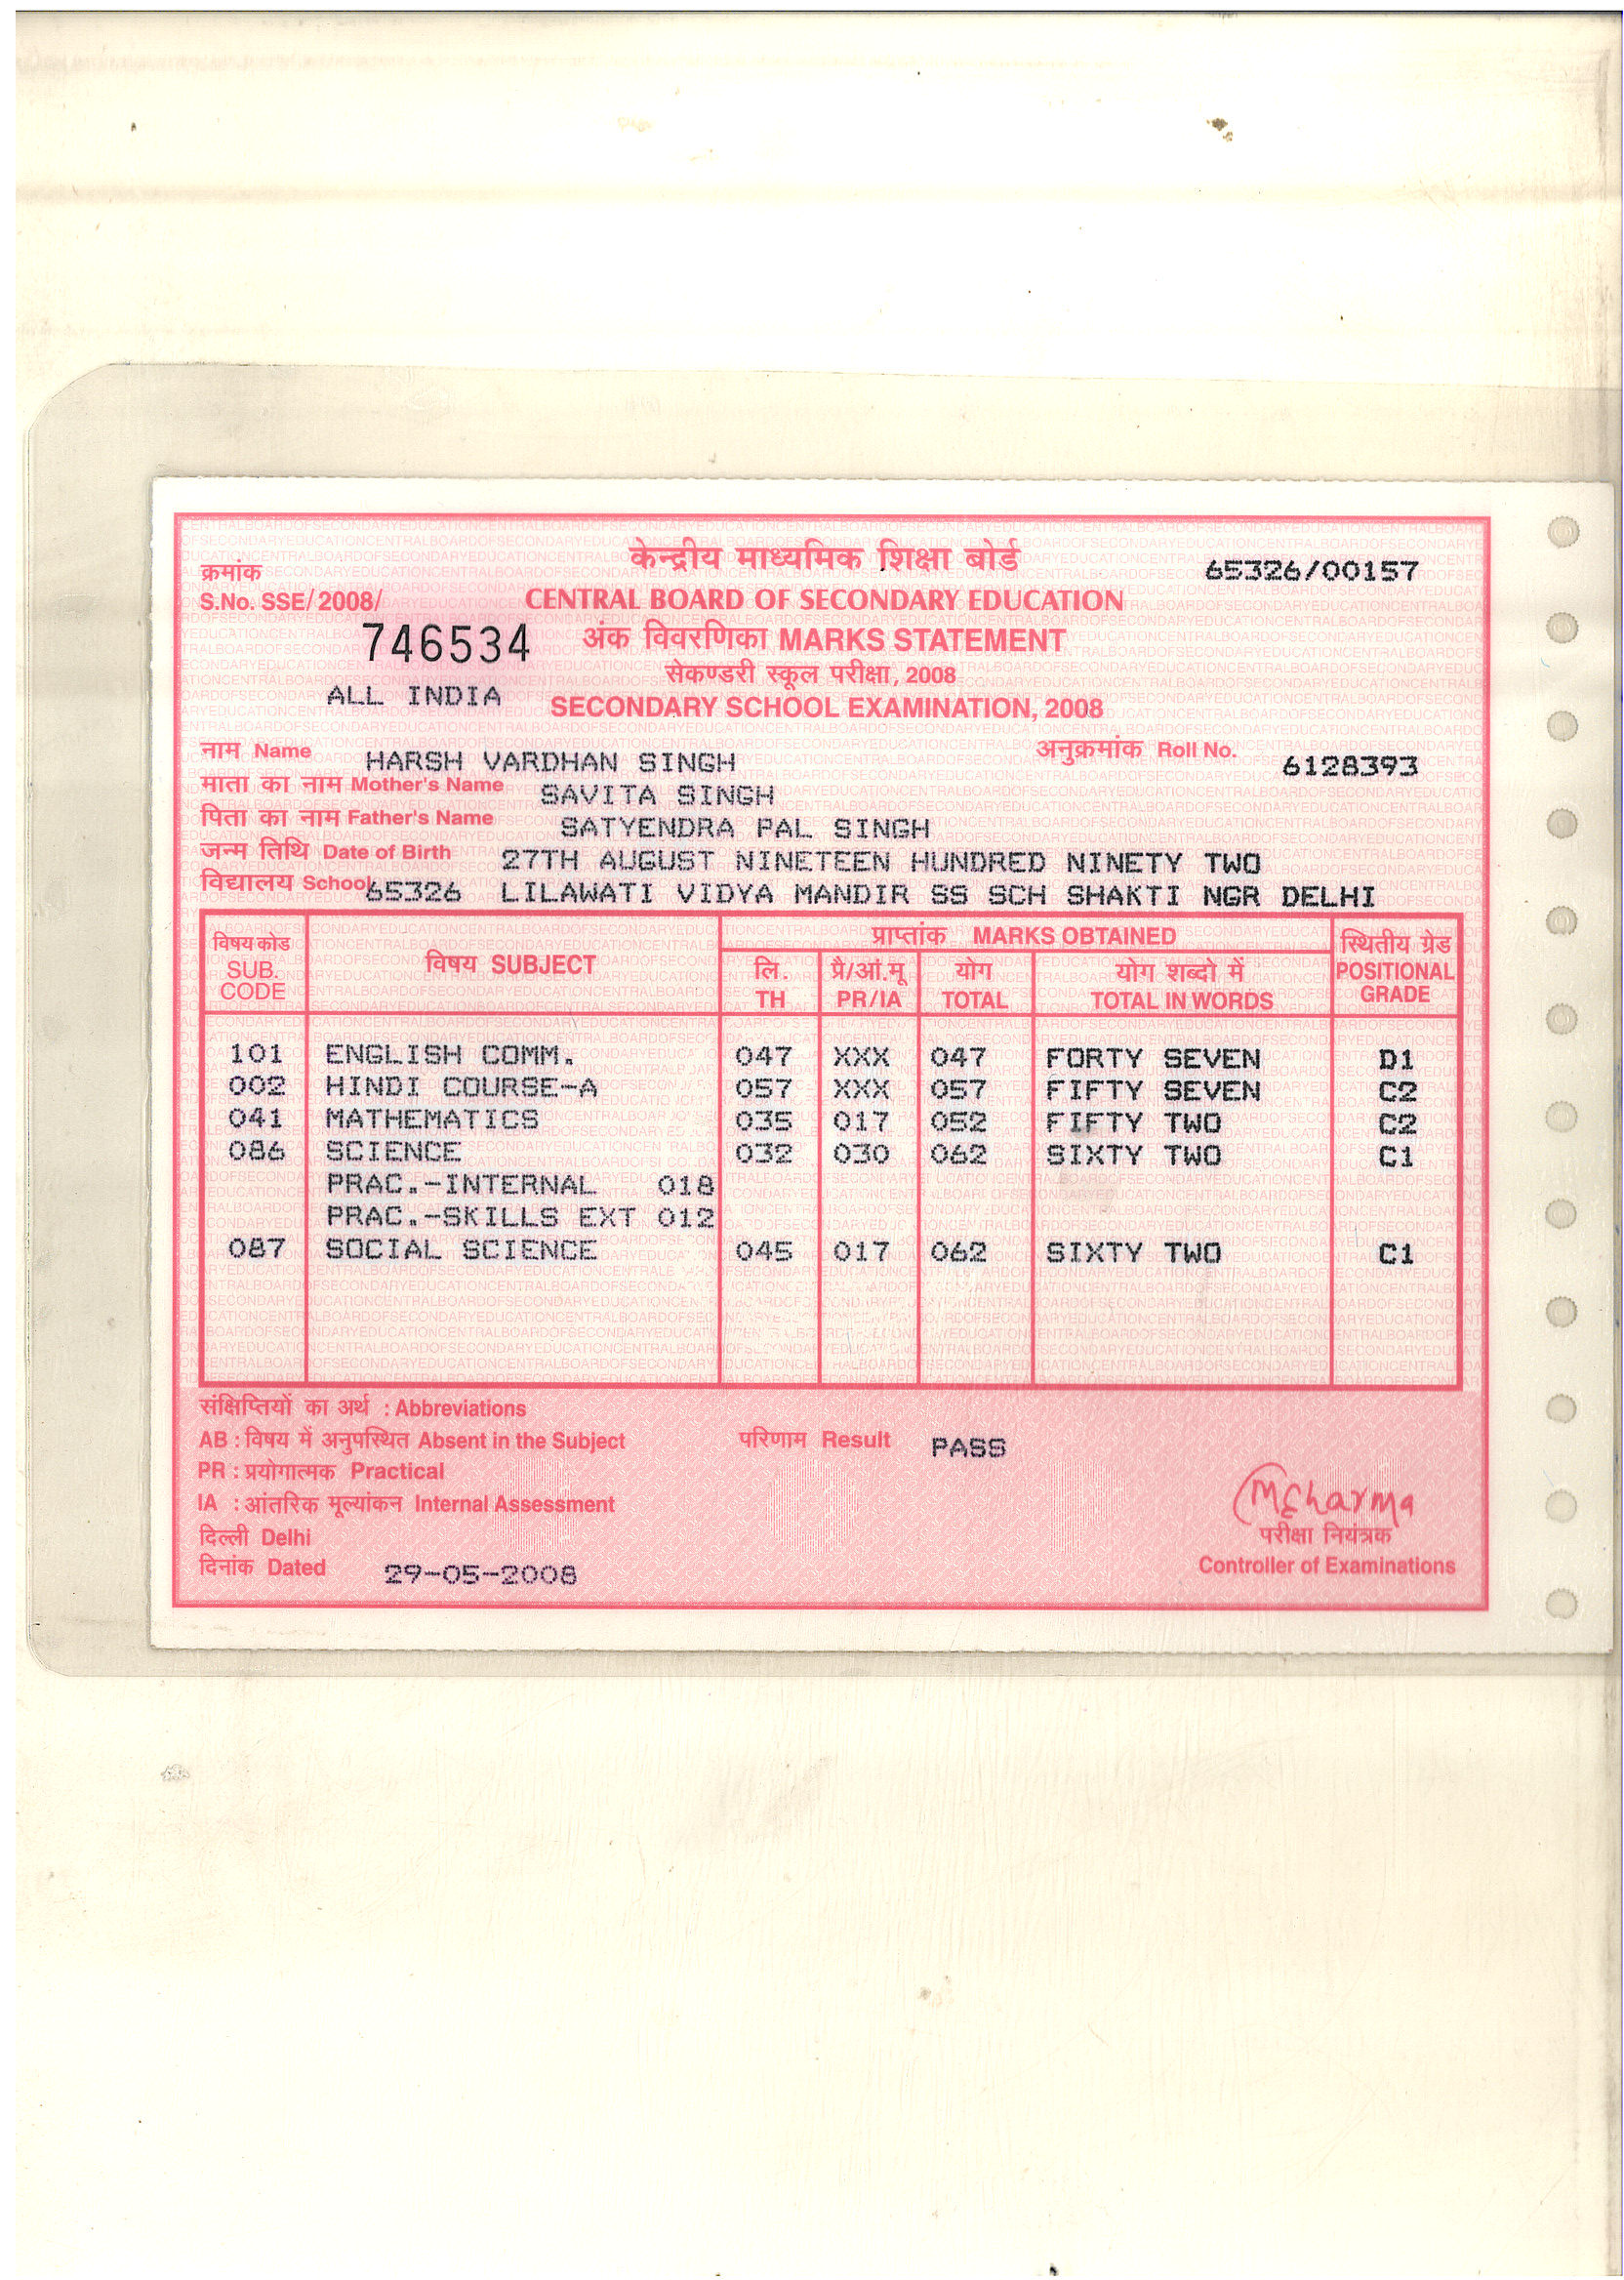 केन्द्रीय माध्यमिक शिक्षा बोर्ड
क्रमांक
65326/00157
S.No. SSE/2008/
CENTRAL BOARD OF SECONDARY EDUCATION
746534
अंक विवरणिका MARKS STATEMENT
सेकण्डरी स्कूल परीक्षा, 2008
ALL INDIA
SECONDARY SCHOOL EXAMINATION, 2008
नाम Name HARSH VARDHAN SINGH अनुक्रमांक Roll No. 6128393
माता का नाम Mother's Name SAVITA SINGH
पिता का नाम Father's Name SATYENDRA PAL SINGH
जन्म तिथि Date of Birth 27TH AUGUST NINETEEN HUNDRED NINETY TWO
विद्यालय School 65326 LILAWATI VIDYA MANDIR SS SCH SHAKTI NGR DELHI
विषय कोड विषय SUBJECT प्राप्तांक MARKS OBTAINED स्थितीय ग्रेड
SUB. CODE लि. TH प्रै/आं.मू PR/IA योग TOTAL योग शब्दो में TOTAL IN WORDS POSITIONAL GRADE
101 ENGLISH COMM. 047 XXX 047 FORTY SEVEN D1
002 HINDI COURSE-A 057 XXX 057 FIFTY SEVEN C2
041 MATHEMATICS 035 017 052 FIFTY TWO C2
086 SCIENCE 032 030 062 SIXTY TWO C1
PRAC.-INTERNAL 018
PRAC.-SKILLS EXT 012
087 SOCIAL SCIENCE 045 017 062 SIXTY TWO C1
संक्षिप्तियों का अर्थ : Abbreviations
AB : विषय में अनुपस्थित Absent in the Subject परिणाम Result PASS
PR : प्रयोगात्मक Practical
IA : आंतरिक मूल्यांकन Internal Assessment
MSharma
दिल्ली Delhi परीक्षा नियंत्रक
दिनांक Dated 29-05-2008 Controller of Examinations